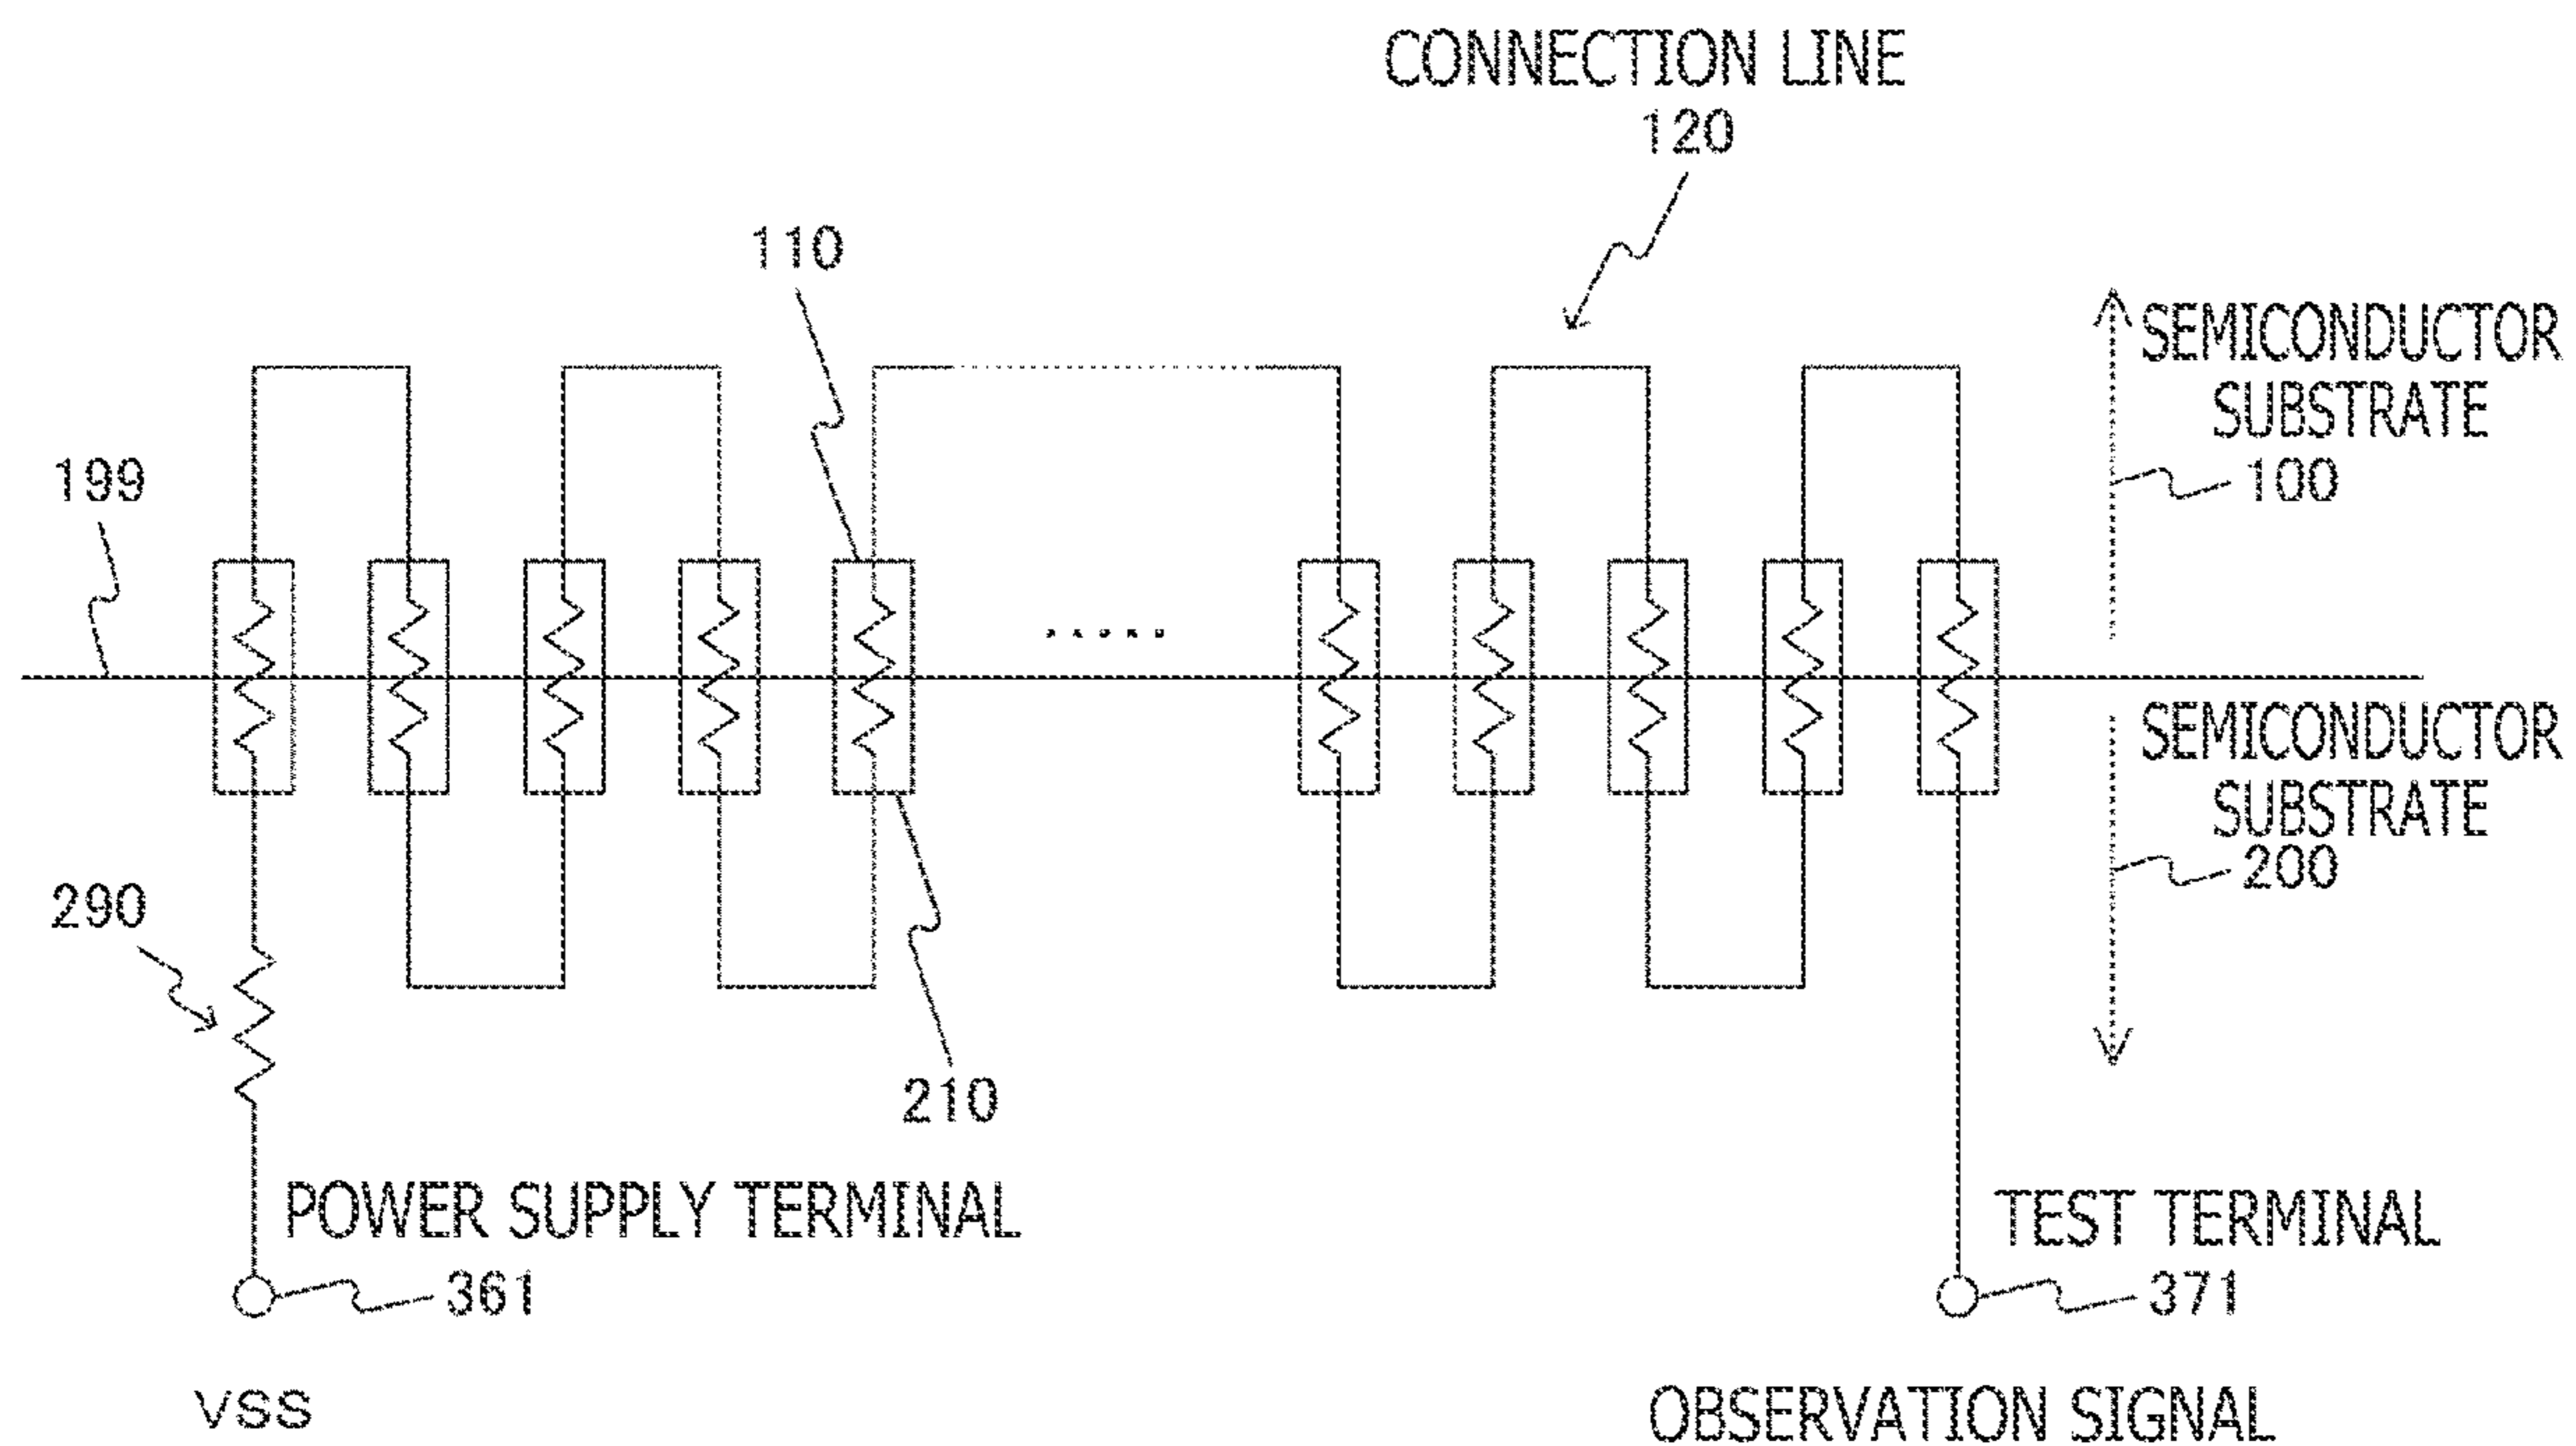 CONNECTION LINE
120
110
SEMICONDUCTOR
SUBSTRATE
100
199
SEMICONDUCTOR
SUBSTRATE
200
290
210
POWER SUPPLY TERMINAL
361
TEST TERMINAL
371
VSS
OBSERVATION SIGNAL